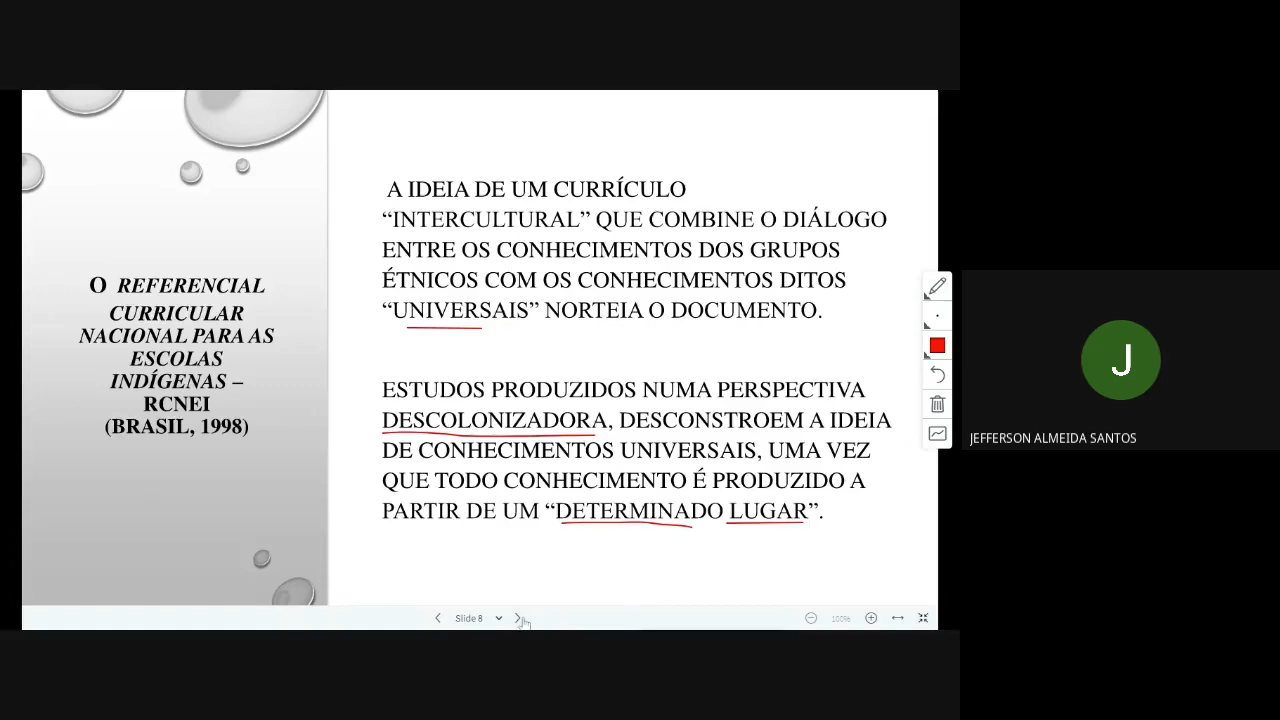 O REFERENCIAL
CURRICULAR
NACIONAL PARA AS
ESCOLAS
INDÍGENAS –
RCNEI
(BRASIL, 1998)
A IDEIA DE UM CURRÍCULO
“INTERCULTURAL” QUE COMBINE O DIÁLOGO
ENTRE OS CONHECIMENTOS DOS GRUPOS
ÉTNICOS COM OS CONHECIMENTOS DITOS
“UNIVERSAIS” NORTEIA O DOCUMENTO.
ESTUDOS PRODUZIDOS NUMA PERSPECTIVA
DESCOLONIZADORA, DESCONSTROEM A IDEIA
DE CONHECIMENTOS UNIVERSAIS, UMA VEZ
QUE TODO CONHECIMENTO É PRODUZIDO A
PARTIR DE UM “DETERMINADO LUGAR”.
Slide 8
100%
J
JEFFERSON ALMEIDA SANTOS